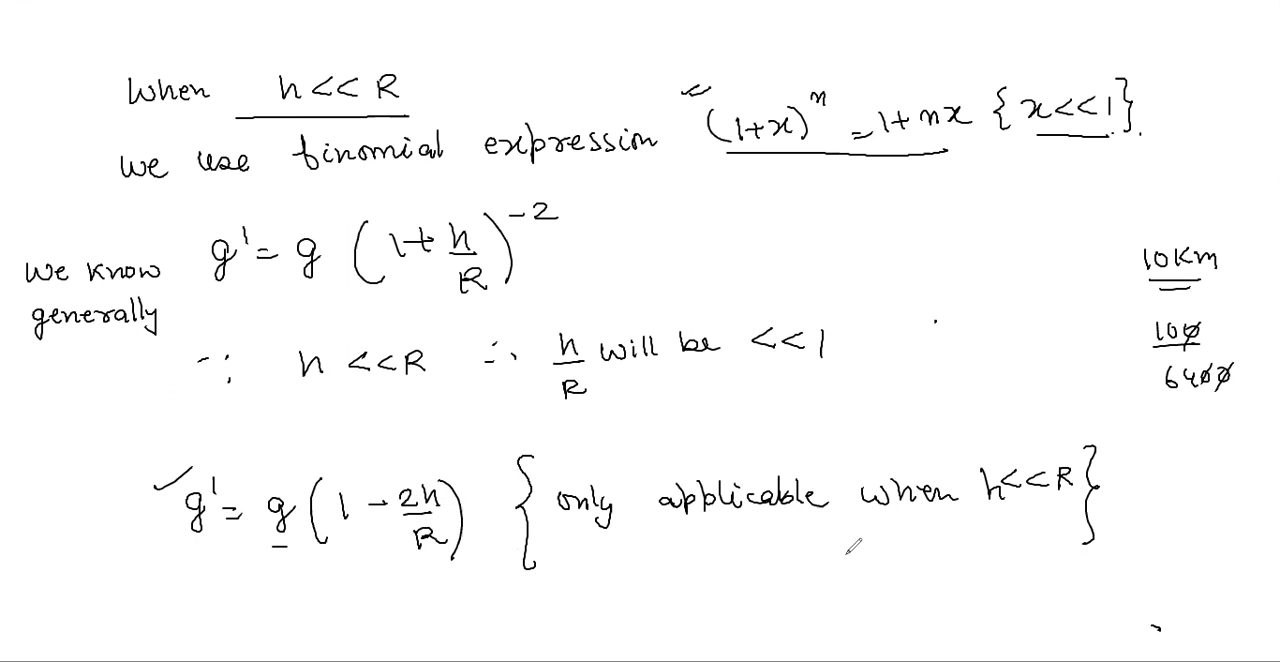 When h<<R
we use binomial expression (1+x)^n = 1+nx {x<<1}.
g' = g (1+h/R)^-2
we know
generally
10km
∵ h <<R ∴ h/R will be <<1
100/6400
g' = g (1 - 2h/R) {only applicable when h<<R}